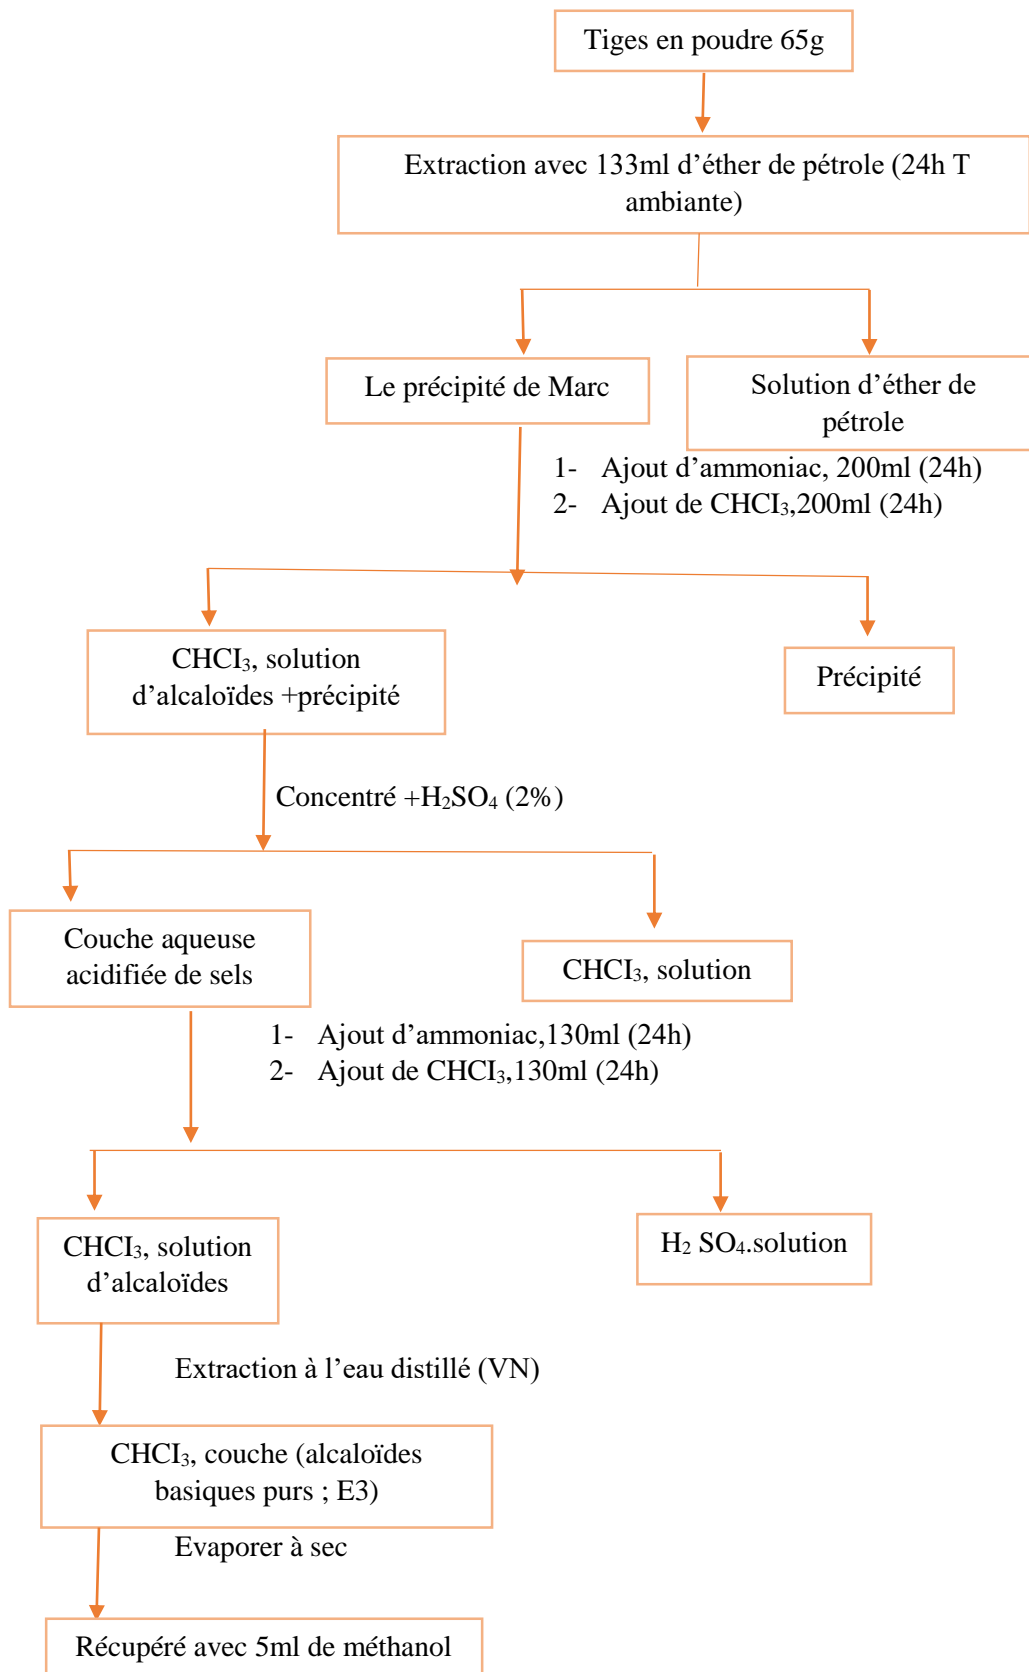 Tiges en poudre 65g
Extraction avec 133ml d’éther de pétrole (24h T
ambiante)
Le précipité de Marc
Solution d’éther de
pétrole
1- Ajout d’ammoniac, 200ml (24h)
2- Ajout de CHCI₃,200ml (24h)
CHCI₃, solution
d’alcaloïdes +précipité
Précipité
Concentré +H₂SO₄ (2%)
Couche aqueuse
acidifiée de sels
CHCI₃, solution
1- Ajout d’ammoniac,130ml (24h)
2- Ajout de CHCI₃,130ml (24h)
CHCI₃, solution
d’alcaloïdes
H₂ SO₄.solution
Extraction à l’eau distillé (VN)
CHCI₃, couche (alcaloïdes
basiques purs ; E3)
Evaporer à sec
Récupéré avec 5ml de méthanol